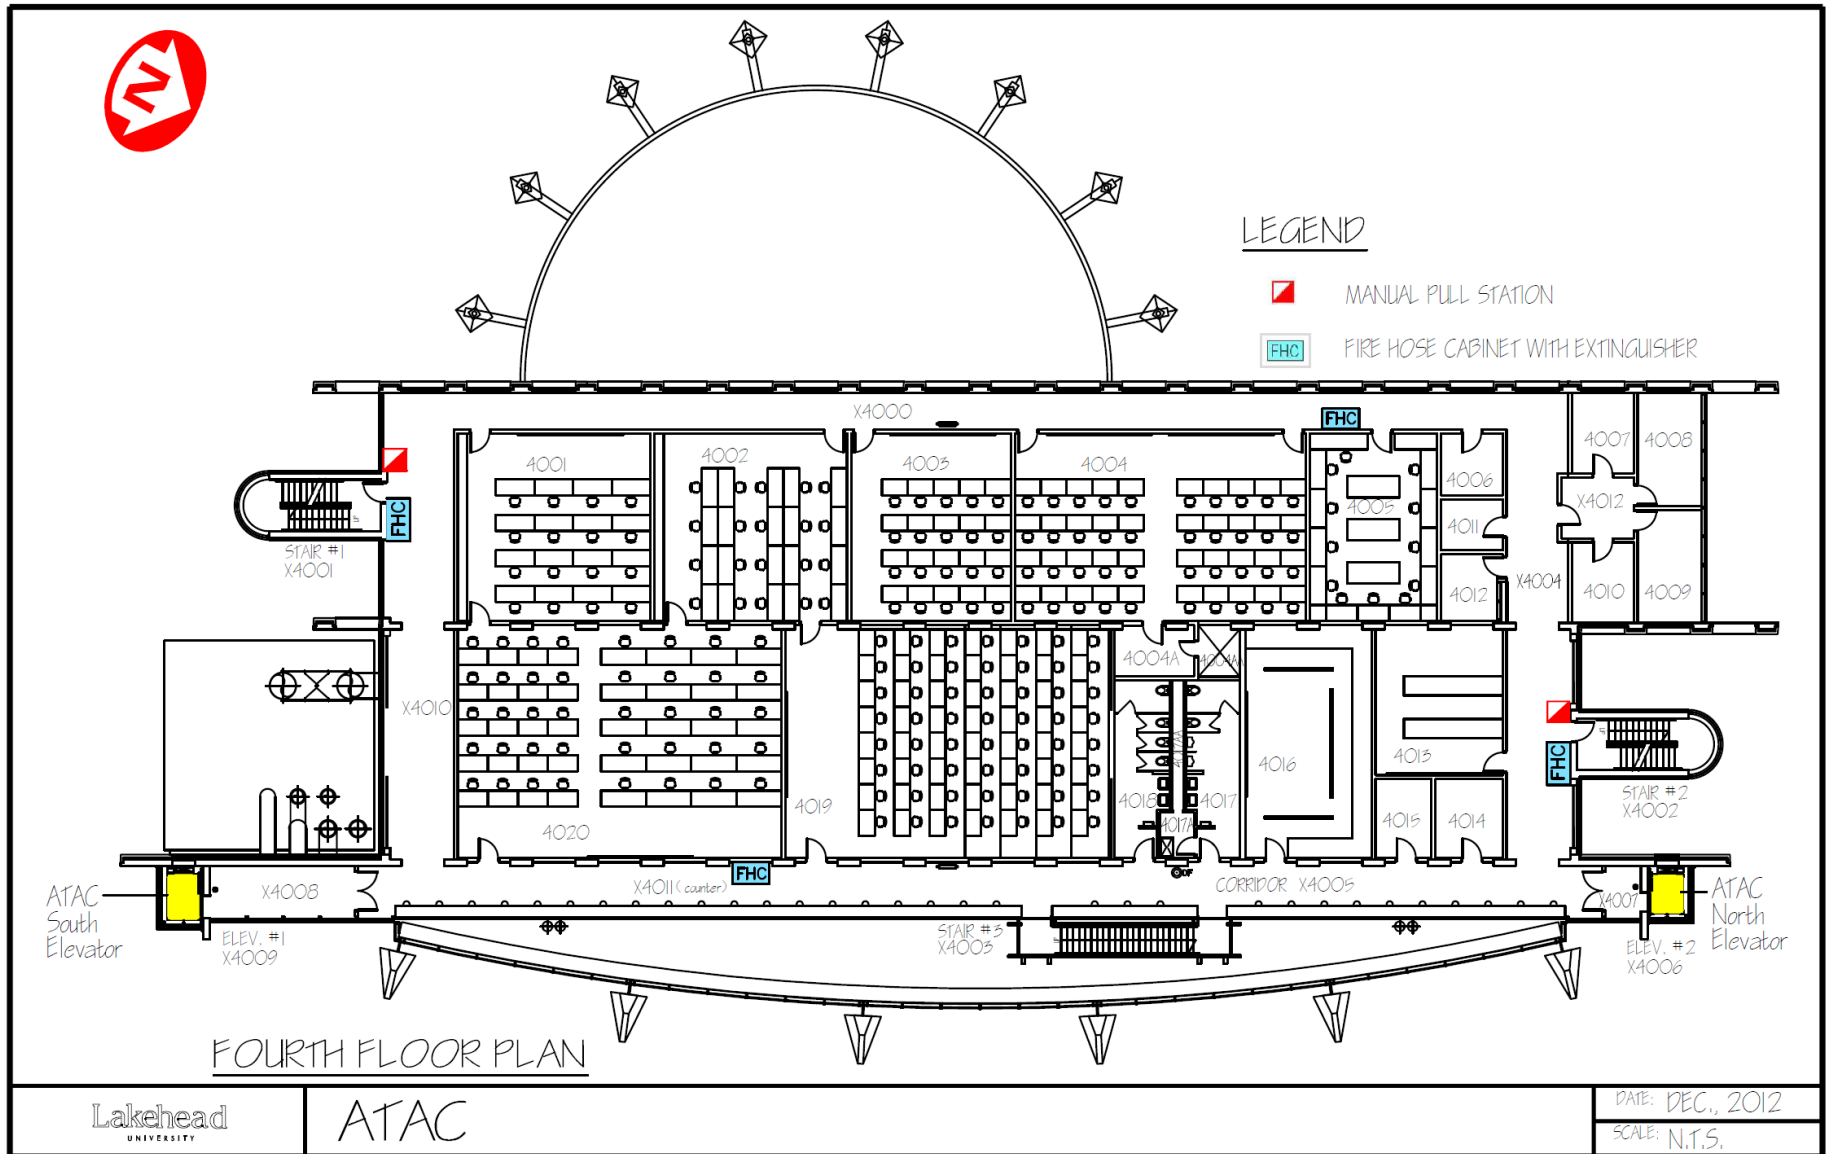 N
LEGEND
MANUAL PULL STATION
FHC
FIRE HOSE CABINET WITH EXTINGUISHER
X4000
FHC
4001
4002
4003
4004
4005
4006
4007
4008
4011
X4012
4012
X4004
4010
4009
FHC
STAIR #1
X4001
X4010
4004A
4004AA
4013
4016
4018
4017
4017A
4015
4014
4019
4020
FHC
STAIR #2
X4002
X4011 (counter)
FHC
DF
CORRIDOR X4005
X4008
X4007
ATAC
South
Elevator
ELEV. #1
X4009
STAIR #3
X4003
ELEV. #2
X4006
ATAC
North
Elevator
FOURTH FLOOR PLAN
Lakehead
UNIVERSITY
ATAC
DATE: DEC., 2012
SCALE: N.T.S.